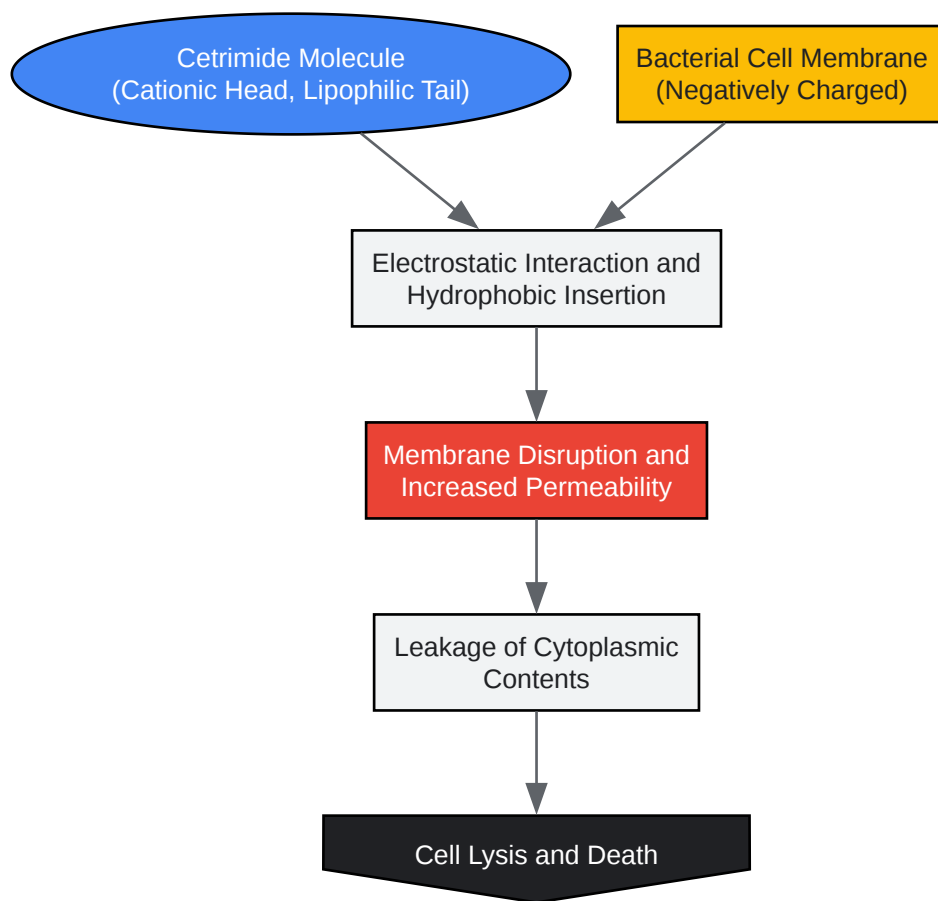 Cetrimide Molecule
(Cationic Head, Lipophilic Tail)
Bacterial Cell Membrane
(Negatively Charged)
Electrostatic Interaction and
Hydrophobic Insertion
Membrane Disruption and
Increased Permeability
Leakage of Cytoplasmic
Contents
Cell Lysis and Death